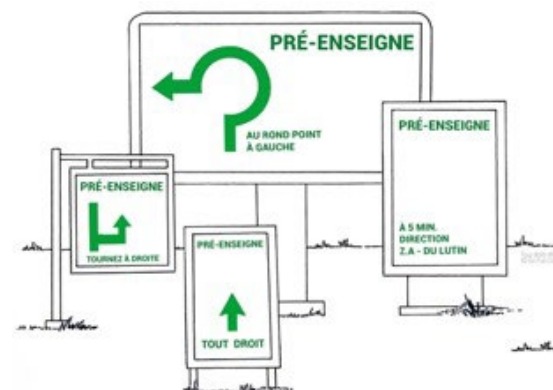 PRÉ-ENSEIGNE
AU ROND POINT
À GAUCHE
PRÉ-ENSEIGNE
À 5 MIN.
DIRECTION
Z.A - DU LUTIN
PRÉ-ENSEIGNE
TOURNEZ À DROITE
PRÉ-ENSEIGNE
TOUT DROIT